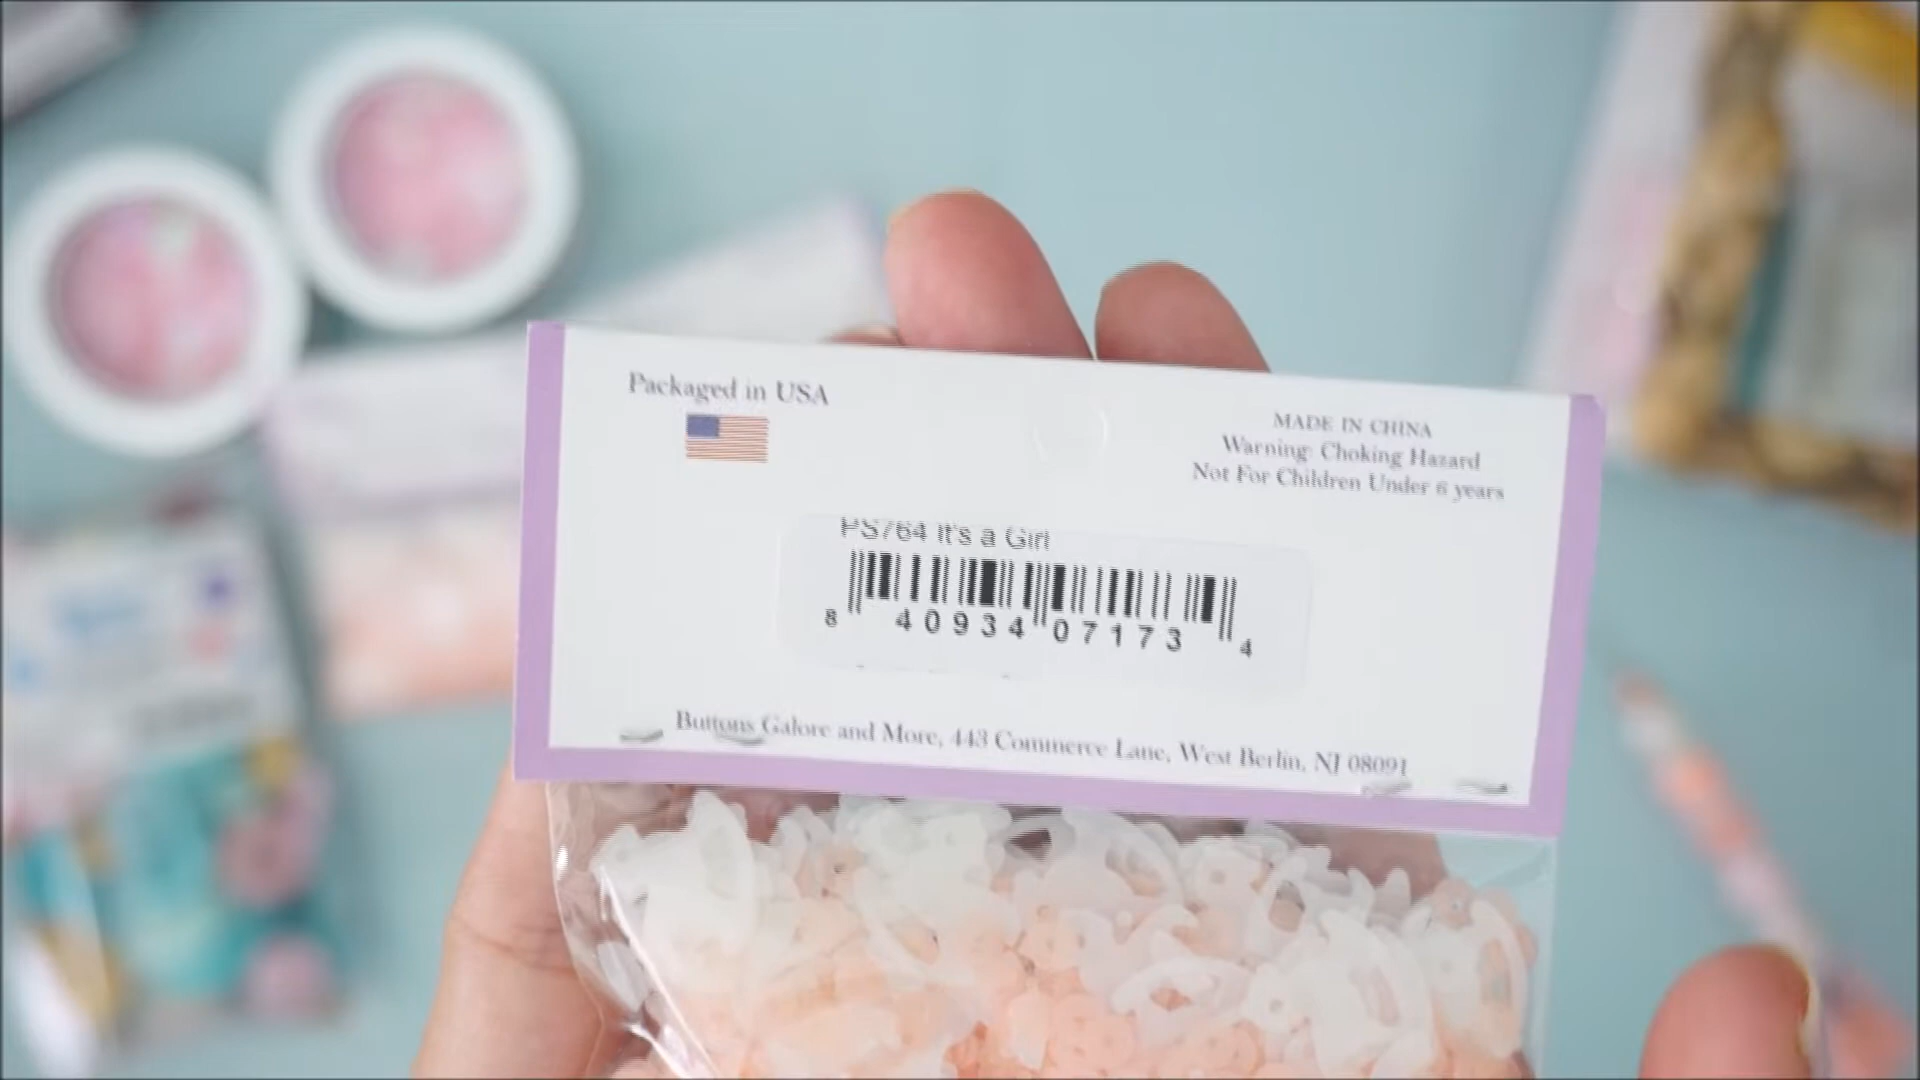 Packaged in USA
MADE IN CHINA
Warning: Choking Hazard
Not For Children Under 6 years
PS764 It's a Girl
8 40934 07173 4
Buttons Galore and More, 443 Commerce Lane, West Berlin, NJ 08091